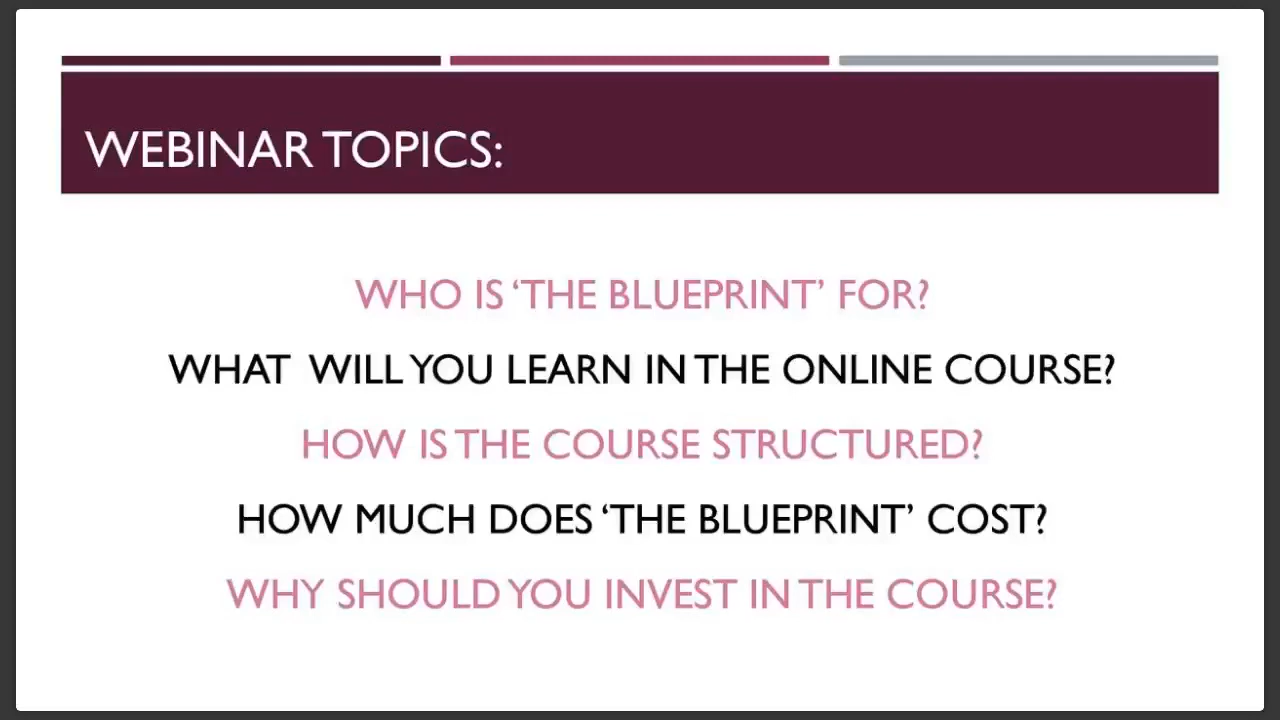 WEBINAR TOPICS:
WHO IS ‘THE BLUEPRINT’ FOR?
WHAT WILL YOU LEARN IN THE ONLINE COURSE?
HOW IS THE COURSE STRUCTURED?
HOW MUCH DOES ‘THE BLUEPRINT’ COST?
WHY SHOULD YOU INVEST IN THE COURSE?